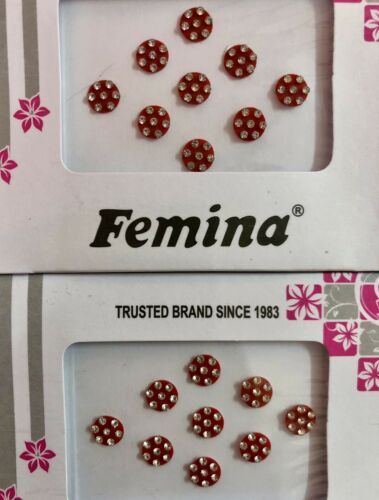 Femina®
TRUSTED BRAND SINCE 1983